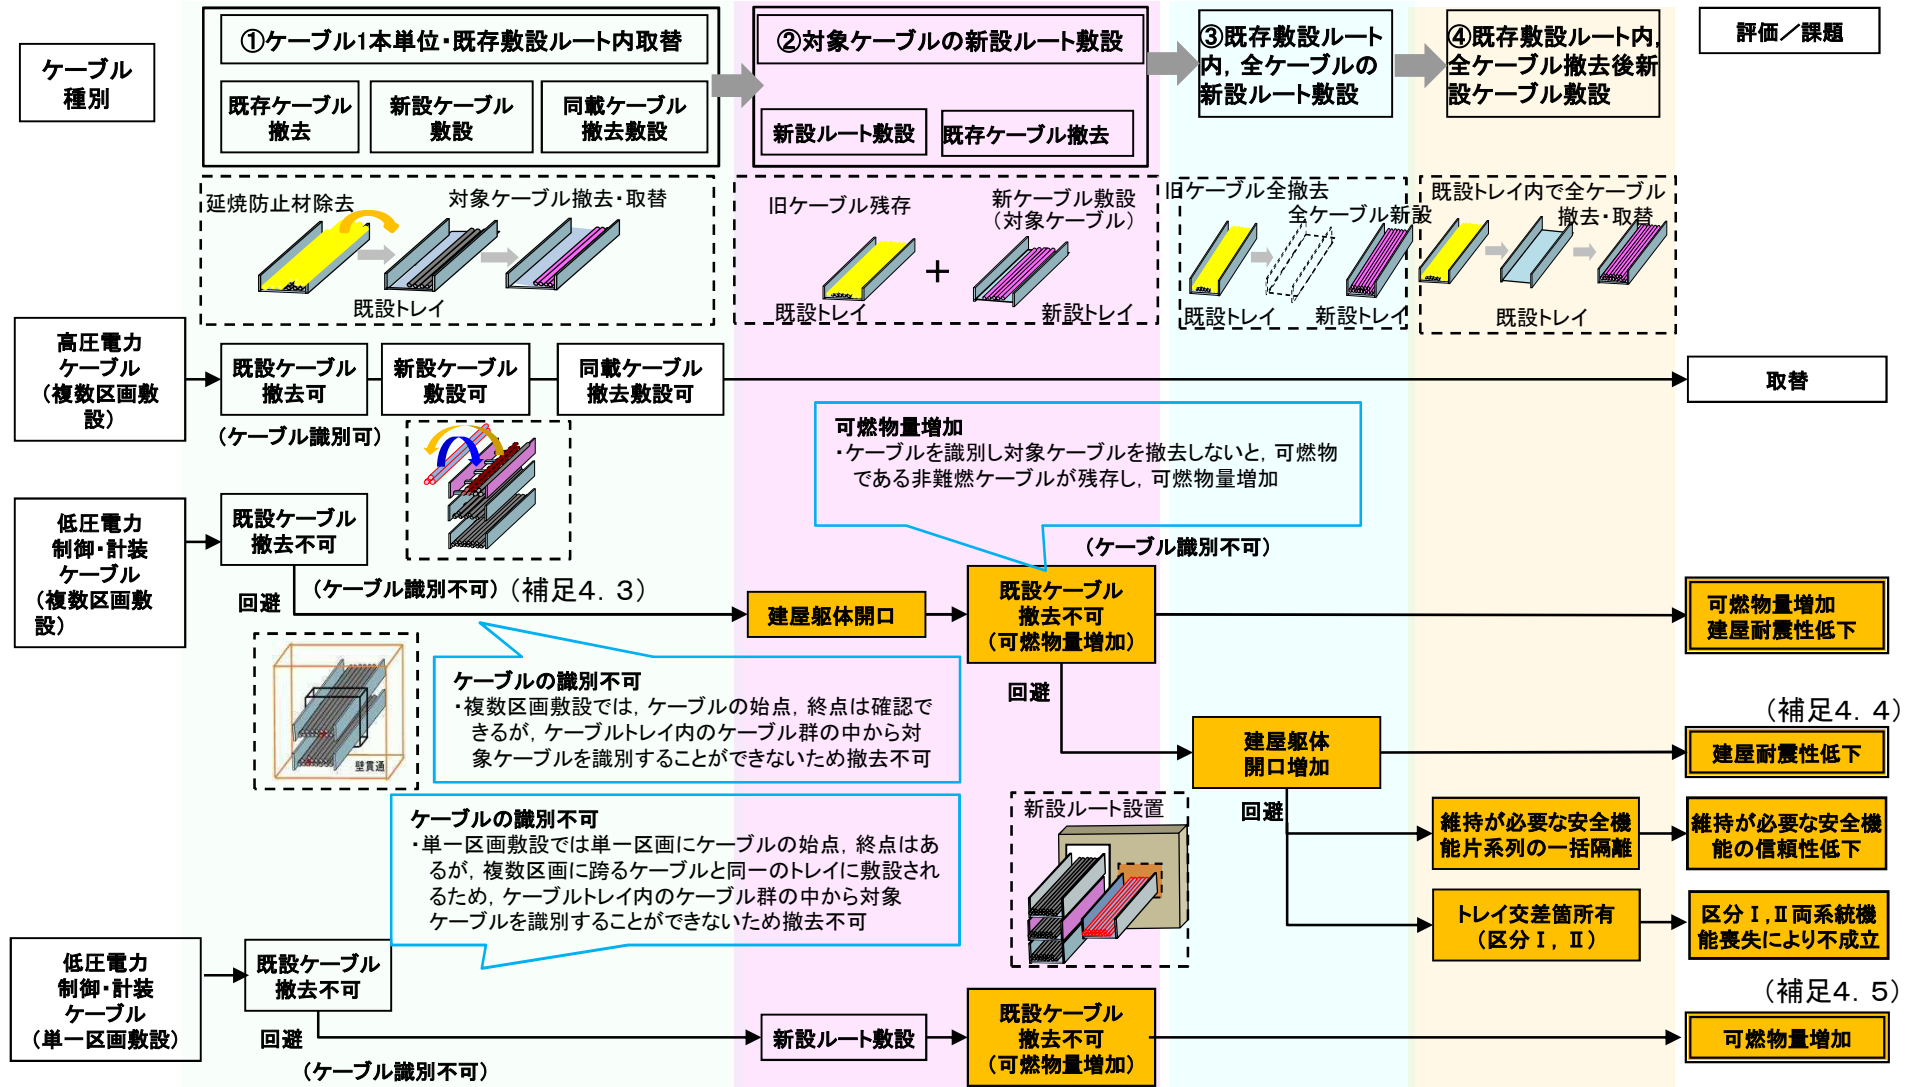 ケーブル
種別
①ケーブル1本単位・既存敷設ルート内取替
既存ケーブル
撤去
新設ケーブル
敷設
同載ケーブル
撤去敷設
②対象ケーブルの新設ルート敷設
新設ルート敷設
既存ケーブル撤去
③既存敷設ルート
内，全ケーブルの
新設ルート敷設
④既存敷設ルート内，
全ケーブル撤去後新
設ケーブル敷設
評価／課題
延焼防止材除去
対象ケーブル撤去・取替
既設トレイ
旧ケーブル残存
新ケーブル敷設
（対象ケーブル）
＋
既設トレイ
新設トレイ
旧ケーブル全撤去
全ケーブル新設
既設トレイ
新設トレイ
既設トレイ内で全ケーブル
撤去・取替
既設トレイ
高圧電力
ケーブル
（複数区画敷
設）
既設ケーブル
撤去可
新設ケーブル
敷設可
同載ケーブル
撤去敷設可
取替
（ケーブル識別可）
可燃物量増加
・ケーブルを識別し対象ケーブルを撤去しないと，可燃物
である非難燃ケーブルが残存し，可燃物量増加
低圧電力
制御・計装
ケーブル
（複数区画敷
設）
既設ケーブル
撤去不可
（ケーブル識別不可）
回避
（ケーブル識別不可）（補足4．3）
建屋躯体開口
既設ケーブル
撤去不可
（可燃物量増加）
可燃物量増加
建屋耐震性低下
壁貫通
ケーブルの識別不可
・複数区画敷設では，ケーブルの始点，終点は確認で
きるが，ケーブルトレイ内のケーブル群の中から対
象ケーブルを識別することができないため撤去不可
回避
（補足4．4）
建屋躯体
開口増加
建屋耐震性低下
回避
新設ルート設置
維持が必要な安全機
能片系列の一括隔離
維持が必要な安全機
能の信頼性低下
ケーブルの識別不可
・単一区画敷設では単一区画にケーブルの始点，終点はあ
るが，複数区画に跨るケーブルと同一のトレイに敷設され
るため，ケーブルトレイ内のケーブル群の中から対象
ケーブルを識別することができないため撤去不可
トレイ交差箇所有
（区分Ⅰ，Ⅱ）
区分Ⅰ,Ⅱ両系統機
能喪失により不成立
低圧電力
制御・計装
ケーブル
（単一区画敷設）
既設ケーブル
撤去不可
回避
（ケーブル識別不可）
新設ルート敷設
既設ケーブル
撤去不可
（可燃物量増加）
（補足4．5）
可燃物量増加